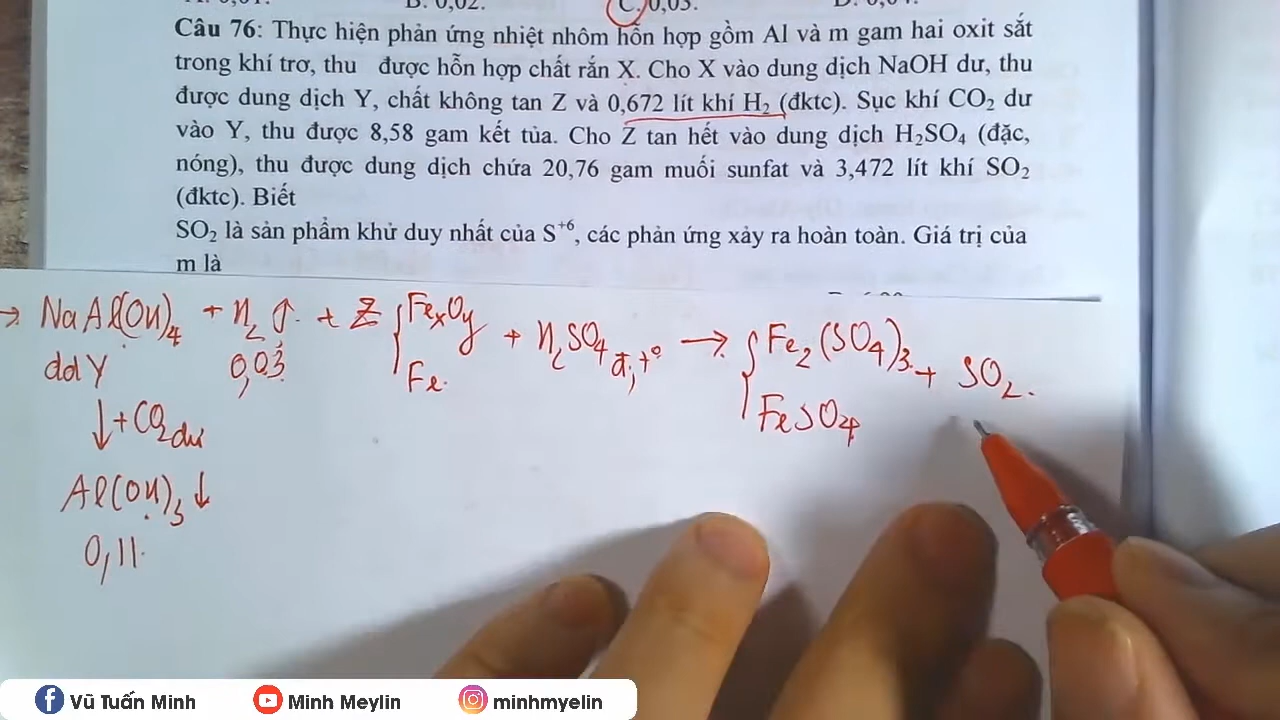 C. 0,03.
Câu 76: Thực hiện phản ứng nhiệt nhôm hỗn hợp gồm Al và m gam hai oxit sắt
trong khí trơ, thu được hỗn hợp chất rắn X. Cho X vào dung dịch NaOH dư, thu
được dung dịch Y, chất không tan Z và 0,672 lít khí H₂ (đktc). Sục khí CO₂ dư
vào Y, thu được 8,58 gam kết tủa. Cho Z tan hết vào dung dịch H₂SO₄ (đặc,
nóng), thu được dung dịch chứa 20,76 gam muối sunfat và 3,472 lít khí SO₂
(đktc). Biết
SO₂ là sản phẩm khử duy nhất của S⁺⁶, các phản ứng xảy ra hoàn toàn. Giá trị của
m là
→ NaAl(OH)₄ + H₂↑ + Z { FexOy + H₂SO₄ đ,t° → { Fe₂(SO₄)₃ + SO₂.
ddY 0,03 Fe FeSO₄
↓ + CO₂ dư
Al(OH)₃↓
0,11
Vũ Tuấn Minh Minh Meylin minhmyelin